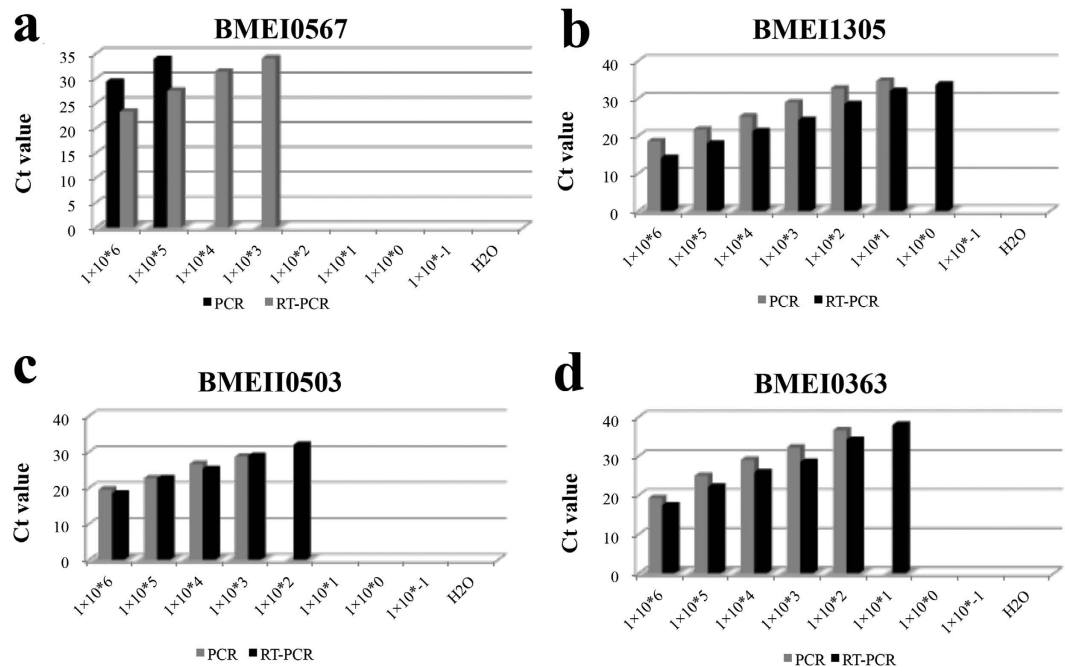 a
BMEI0567
35
30
25
20
15
10
5
0
Ct value
1×10*6 1×10*5 1×10*4 1×10*3 1×10*2 1×10*1 1×10*0 1×10*-1 H2O
PCR RT-PCR
b
BMEI1305
40
30
20
10
0
Ct value
1×10*6 1×10*5 1×10*4 1×10*3 1×10*2 1×10*1 1×10*0 1×10*-1 H2O
PCR RT-PCR
c
BMEII0503
40
30
20
10
0
Ct value
1×10*6 1×10*5 1×10*4 1×10*3 1×10*2 1×10*1 1×10*0 1×10*-1 H2O
PCR RT-PCR
d
BMEI0363
40
30
20
10
0
Ct value
1×10*6 1×10*5 1×10*4 1×10*3 1×10*2 1×10*1 1×10*0 1×10*-1 H2O
PCR RT-PCR